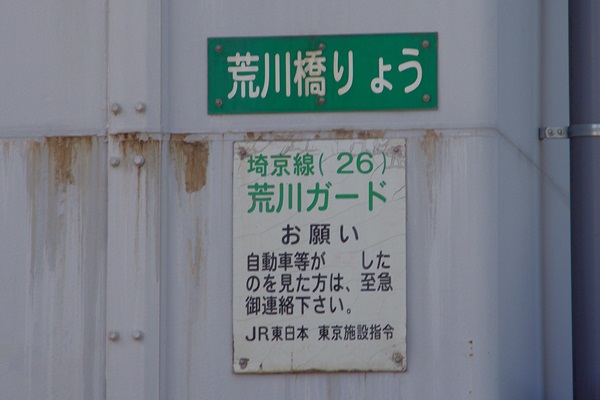 荒川橋りょう
埼京線(26)
荒川ガード
お願い
自動車等が　した
のを見た方は、至急
御連絡下さい。
JR東日本 東京施設指令